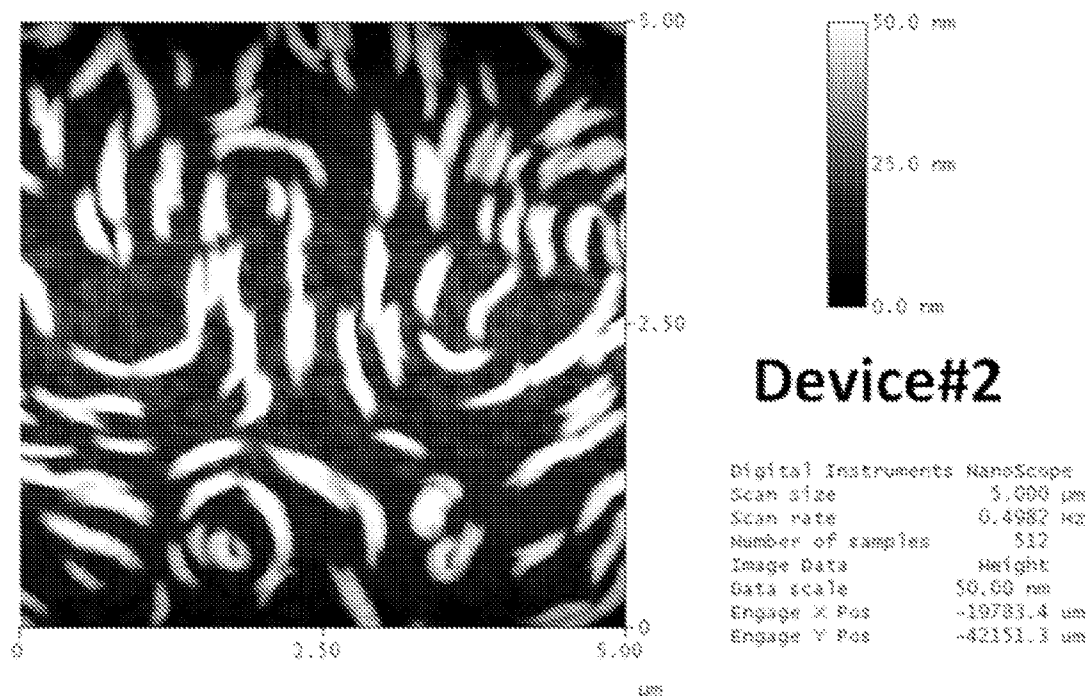 5.00
50.0 nm
25.0 nm
0.0 nm
2.50
Device#2
Digital Instruments NanoScope
Scan size 5.000 µm
Scan rate 0.4982 Hz
Number of samples 512
Image Data Height
Data scale 50.00 nm
Engage X Pos -19783.4 um
Engage Y Pos -42151.3 um
0
0 2.50 5.00
µm